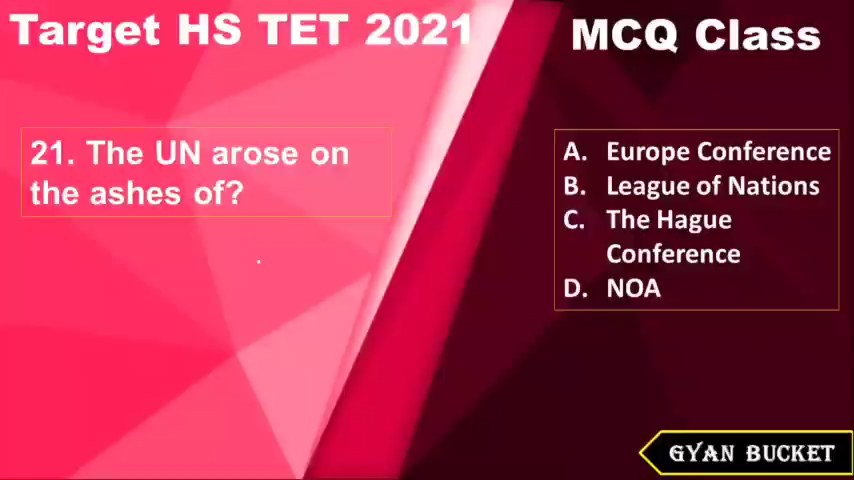 Target HS TET 2021
MCQ Class
21. The UN arose on
the ashes of?
A. Europe Conference
B. League of Nations
C. The Hague
Conference
D. NOA
GYAN BUCKET